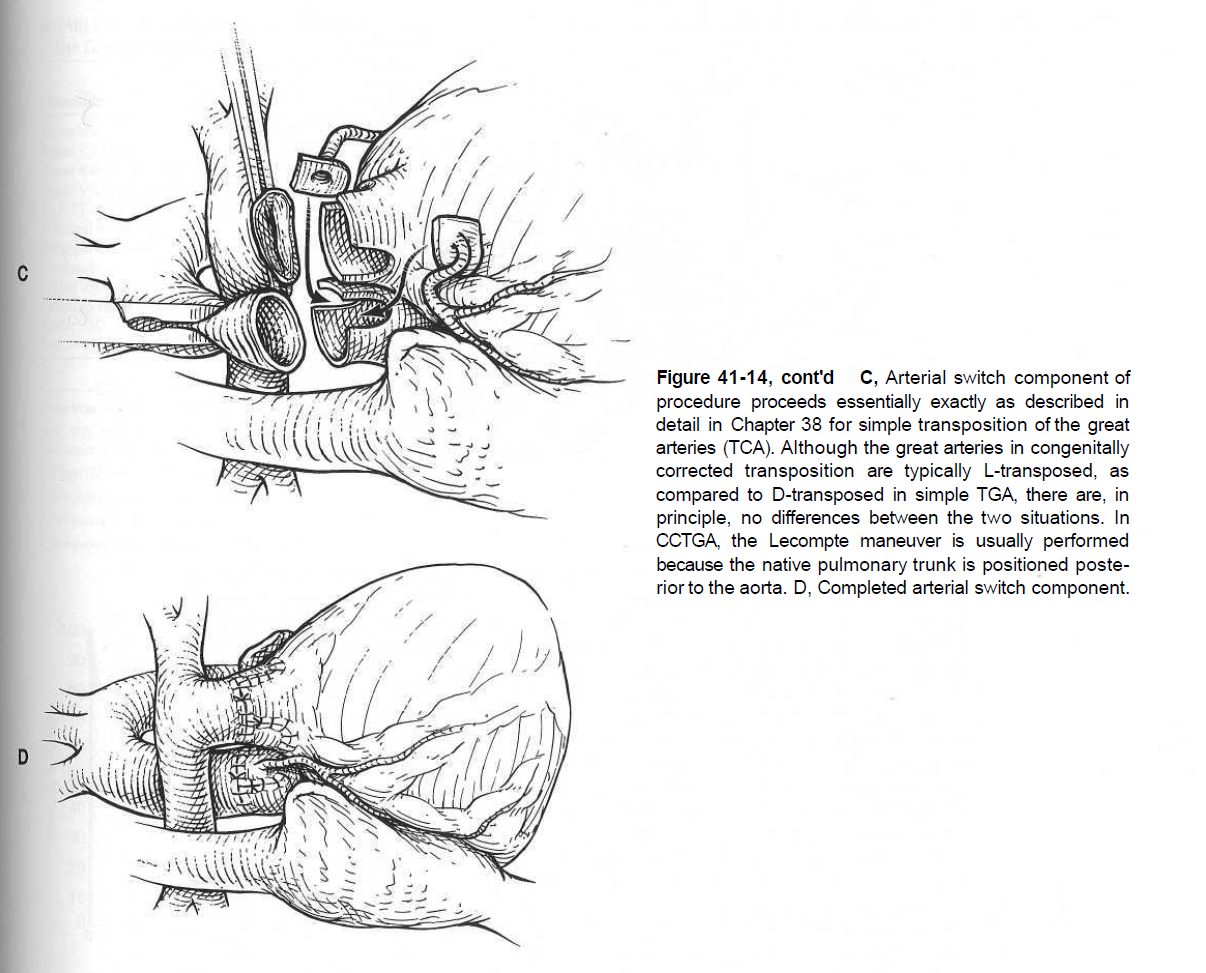 C
Figure 41-14, cont'd C, Arterial switch component of
procedure proceeds essentially exactly as described in
detail in Chapter 38 for simple transposition of the great
arteries (TCA). Although the great arteries in congenitally
corrected transposition are typically L-transposed, as
compared to D-transposed in simple TGA, there are, in
principle, no differences between the two situations. In
CCTGA, the Lecompte maneuver is usually performed
because the native pulmonary trunk is positioned poste-
rior to the aorta. D, Completed arterial switch component.
D